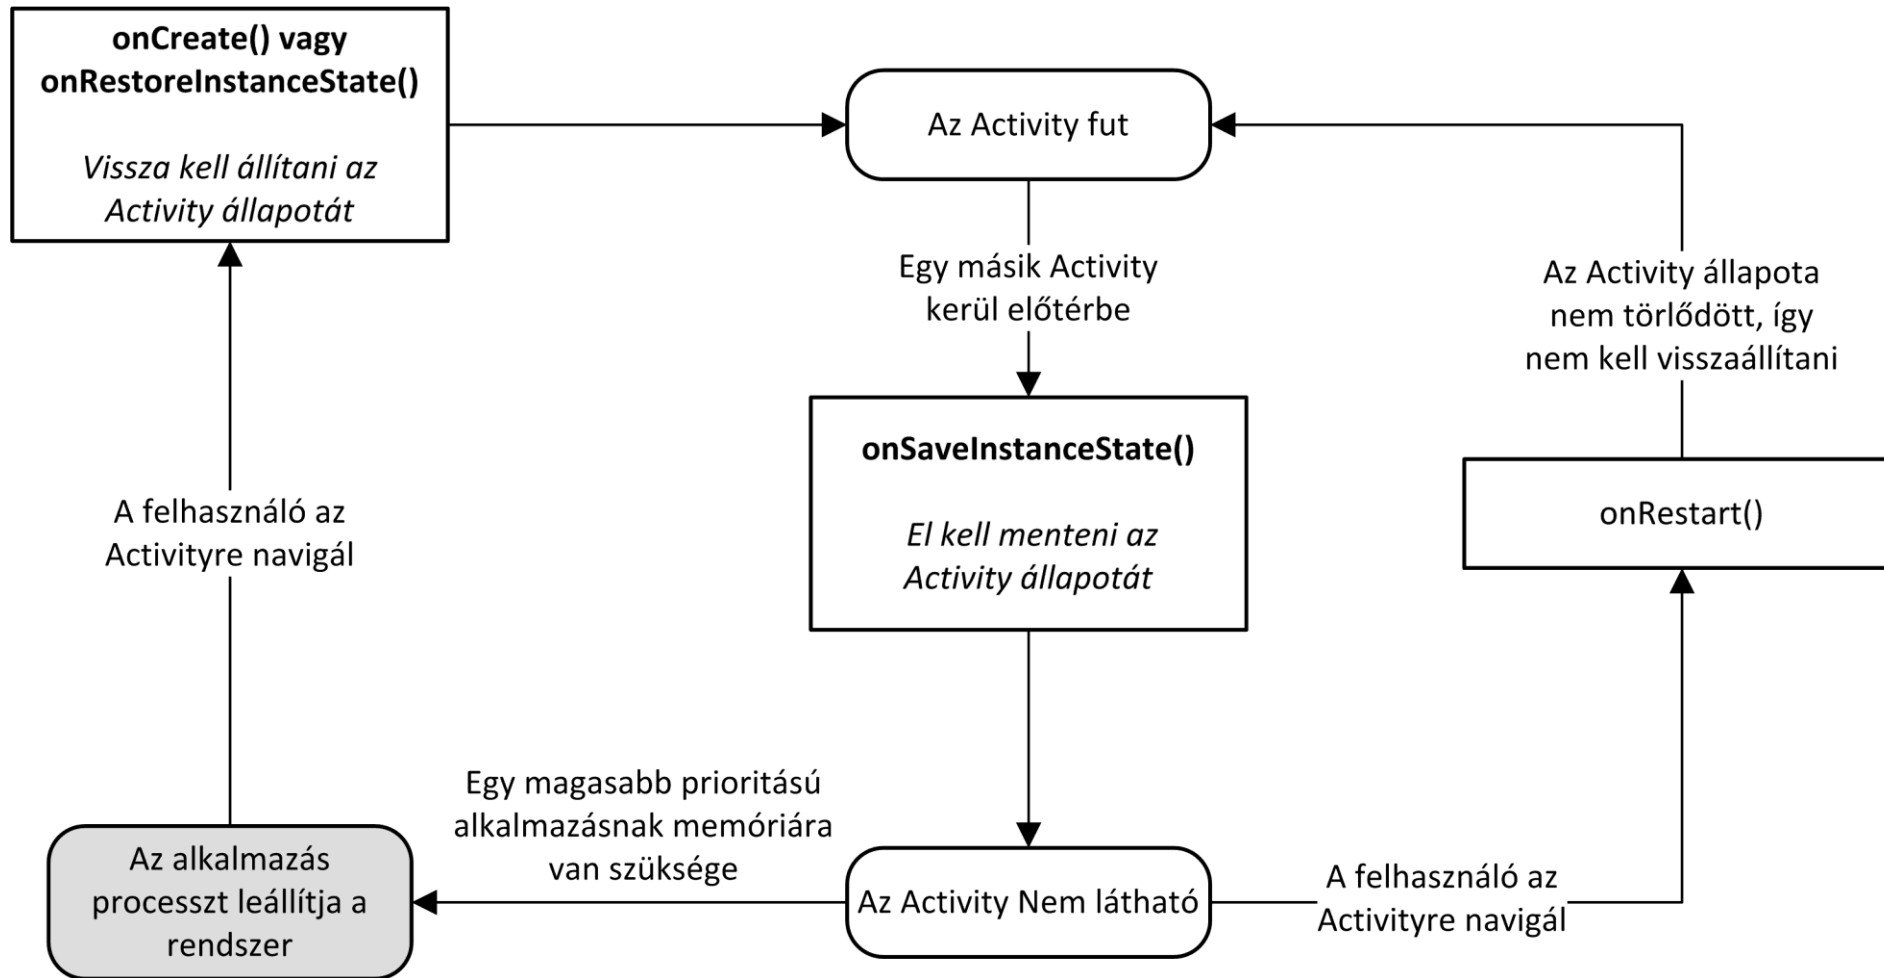 onCreate() vagy
onRestoreInstanceState()
Vissza kell állítani az
Activity állapotát
Az Activity fut
Egy másik Activity
kerül előtérbe
Az Activity állapota
nem törlődött, így
nem kell visszaállítani
onSaveInstanceState()
El kell menteni az
Activity állapotát
onRestart()
A felhasználó az
Activityre navigál
Egy magasabb prioritású
alkalmazásnak memóriára
van szüksége
Az alkalmazás
processzt leállítja a
rendszer
Az Activity Nem látható
A felhasználó az
Activityre navigál